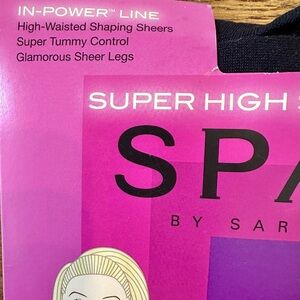 IN-POWER™ LINE
High-Waisted Shaping Sheers
Super Tummy Control
Glamorous Sheer Legs
SUPER HIGH
SPA
BY SAR